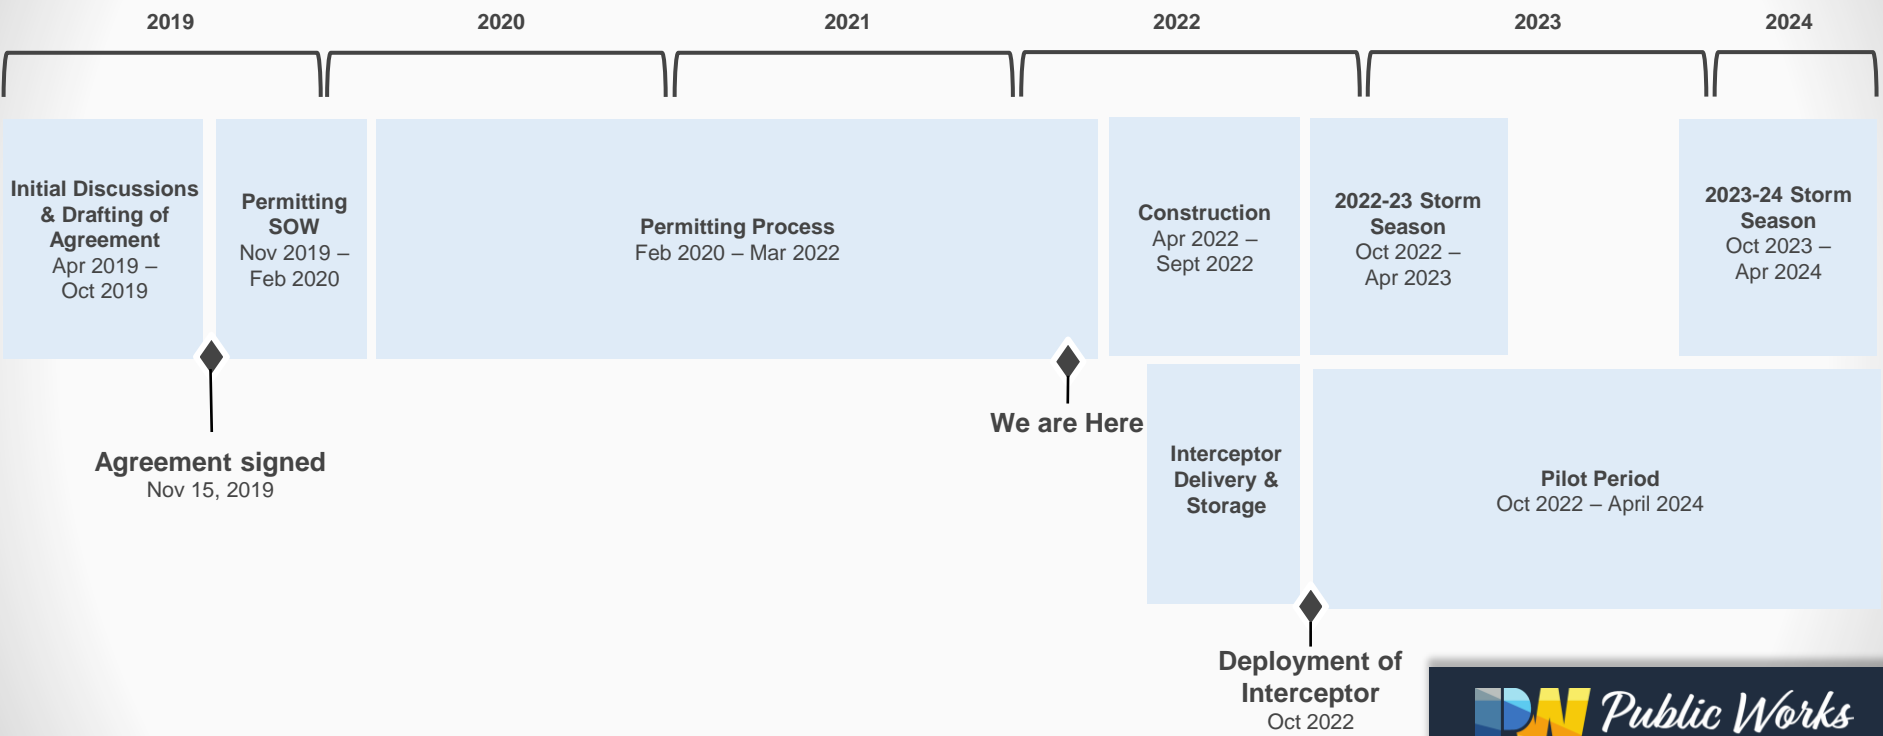 2019
2020
2021
2022
2023
2024
Initial Discussions
& Drafting of
Agreement
Apr 2019 –
Oct 2019
Permitting
SOW
Nov 2019 –
Feb 2020
Permitting Process
Feb 2020 – Mar 2022
Construction
Apr 2022 –
Sept 2022
2022-23 Storm
Season
Oct 2022 –
Apr 2023
2023-24 Storm
Season
Oct 2023 –
Apr 2024
Agreement signed
Nov 15, 2019
We are Here
Interceptor
Delivery &
Storage
Pilot Period
Oct 2022 – April 2024
Deployment of
Interceptor
Oct 2022
PW Public Works